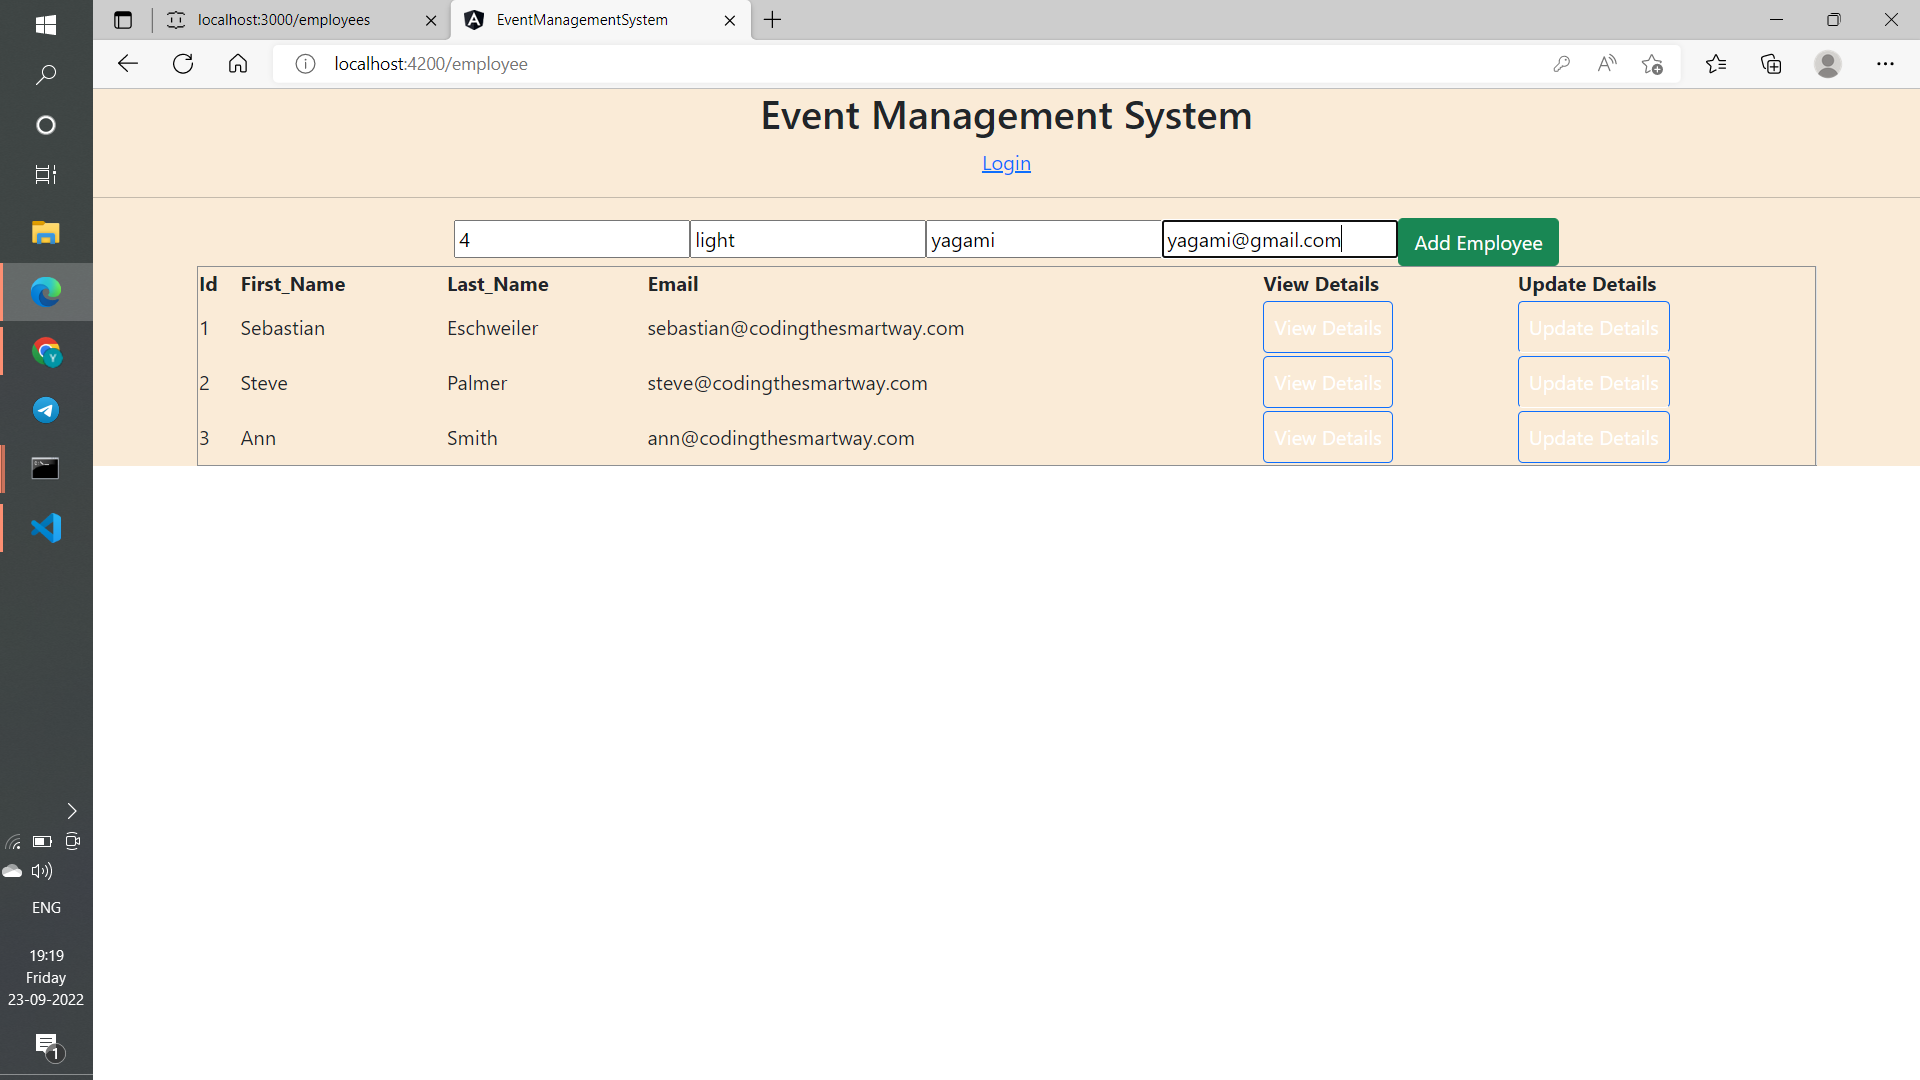 localhost:3000/employees
EventManagementSystem
localhost:4200/employee
Event Management System
Login
4 light yagami yagami@gmail.com Add Employee
Id First_Name Last_Name Email View Details Update Details
1 Sebastian Eschweiler sebastian@codingthesmartway.com View Details Update Details
2 Steve Palmer steve@codingthesmartway.com View Details Update Details
3 Ann Smith ann@codingthesmartway.com View Details Update Details
Y
ENG
19:19
Friday
23-09-2022
1